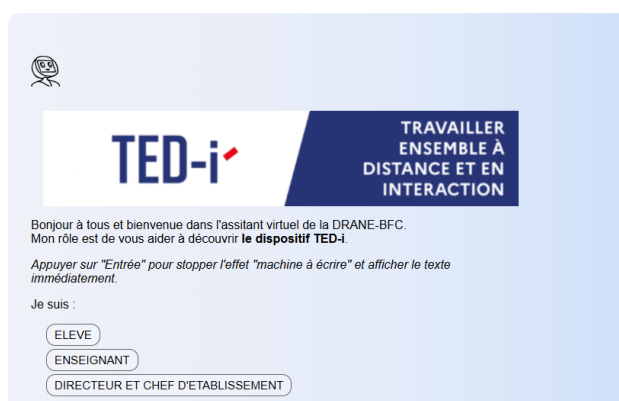 TED-i
TRAVAILLER
ENSEMBLE À
DISTANCE ET EN
INTERACTION
Bonjour à tous et bienvenue dans l'assitant virtuel de la DRANE-BFC.
Mon rôle est de vous aider à découvrir le dispositif TED-i.
Appuyer sur "Entrée" pour stopper l'effet "machine à écrire" et afficher le texte
immédiatement.
Je suis :
ELEVE
ENSEIGNANT
DIRECTEUR ET CHEF D'ETABLISSEMENT